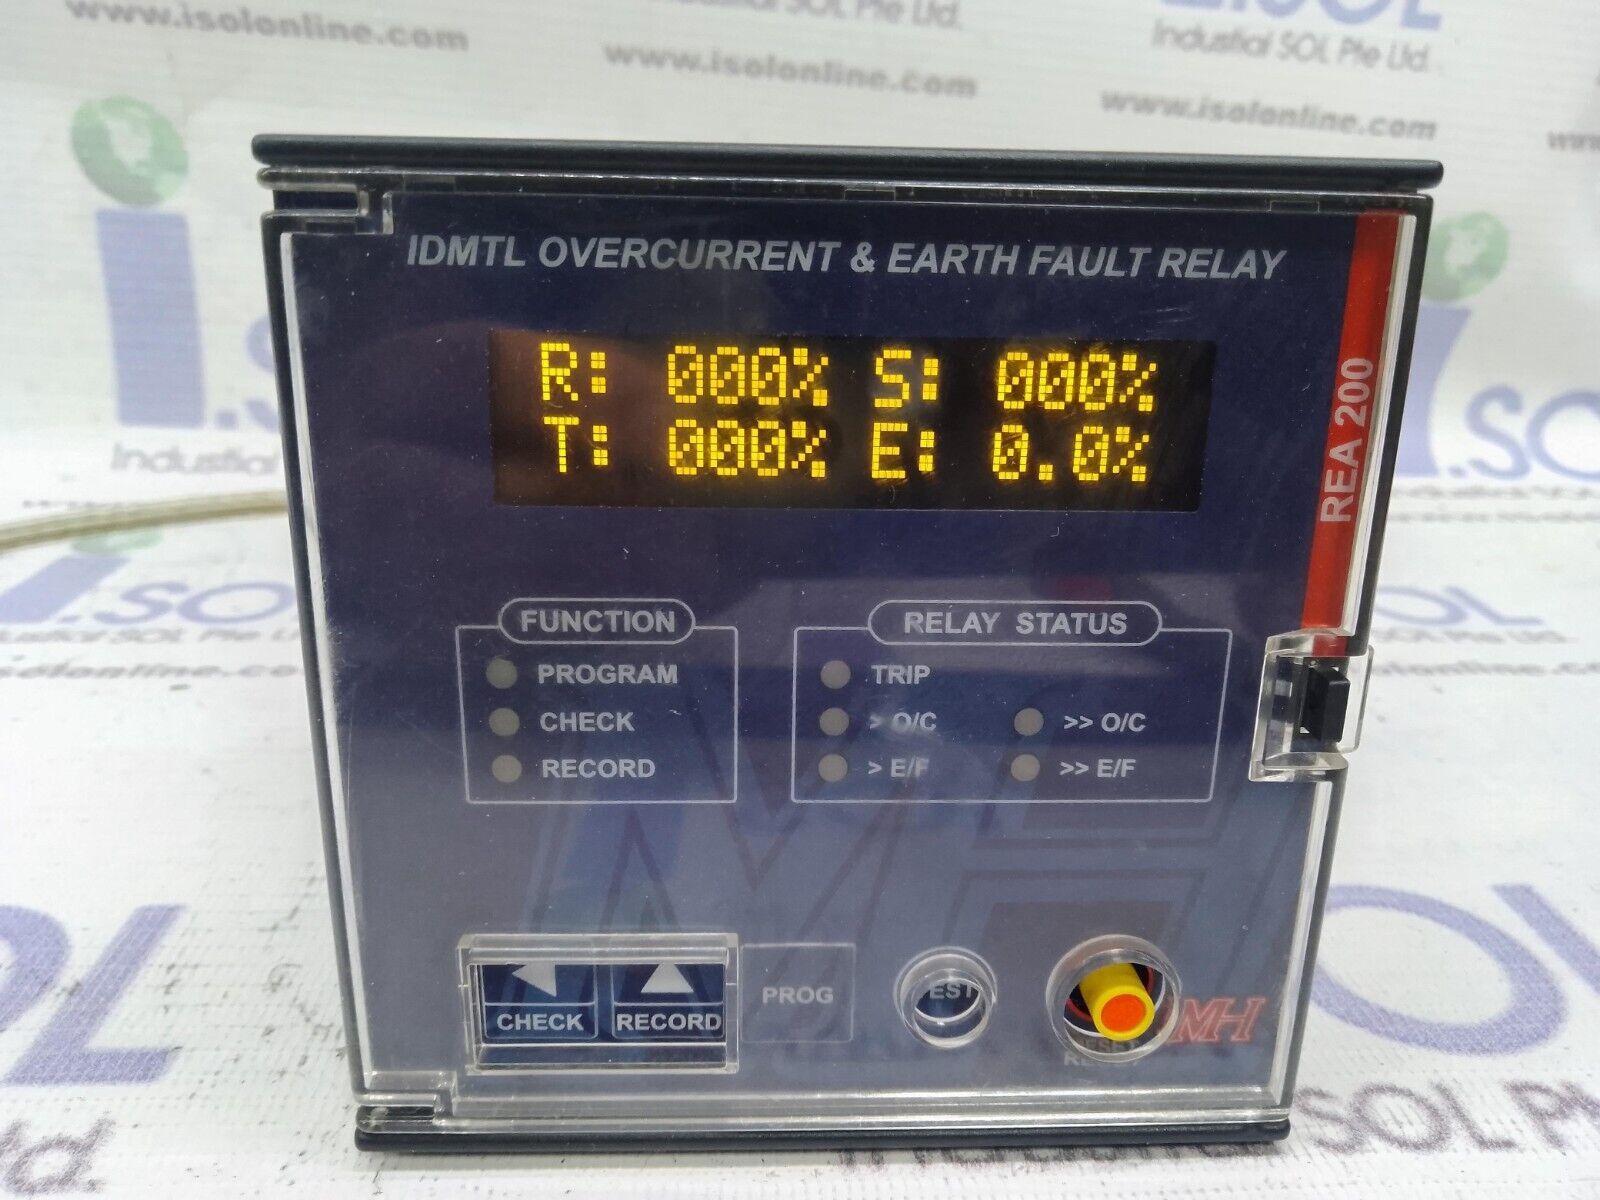 www.isolonline.com
www.isolonline.com
Industial SOL Pte Ltd.
www.isolonline.com
IDMTL OVERCURRENT & EARTH FAULT RELAY
R: 000% S: 000%
T: 000% E: 0.0%
REA 200
FUNCTION
PROGRAM
CHECK
RECORD
RELAY STATUS
TRIP
> O/C >> O/C
> E/F >> E/F
CHECK RECORD PROG
MH